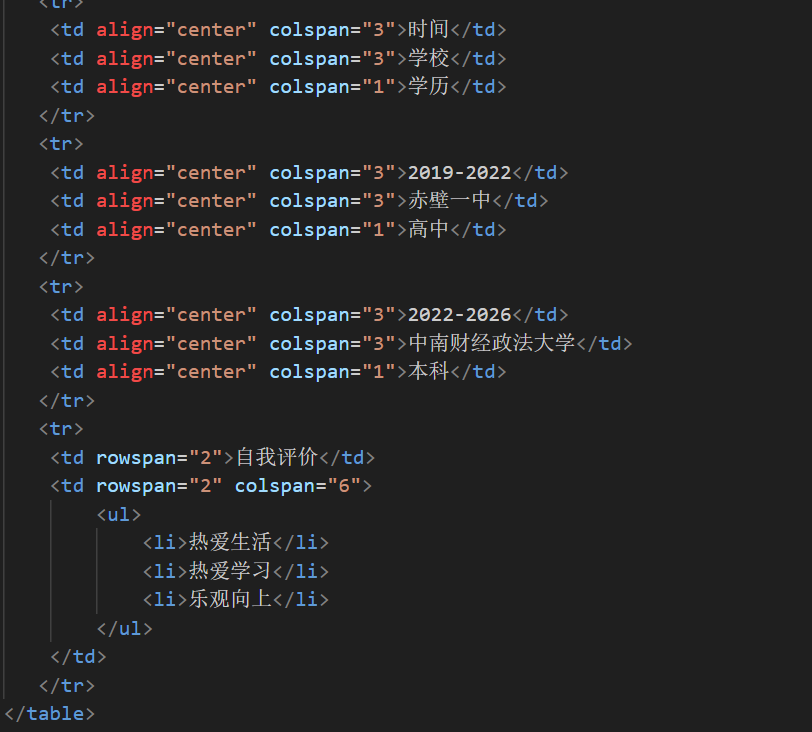 <tr>
<td align="center" colspan="3">时间</td>
<td align="center" colspan="3">学校</td>
<td align="center" colspan="1">学历</td>
</tr>
<tr>
<td align="center" colspan="3">2019-2022</td>
<td align="center" colspan="3">赤壁一中</td>
<td align="center" colspan="1">高中</td>
</tr>
<tr>
<td align="center" colspan="3">2022-2026</td>
<td align="center" colspan="3">中南财经政法大学</td>
<td align="center" colspan="1">本科</td>
</tr>
<tr>
<td rowspan="2">自我评价</td>
<td rowspan="2" colspan="6">
<ul>
<li>热爱生活</li>
<li>热爱学习</li>
<li>乐观向上</li>
</ul>
</td>
</tr>
</table>